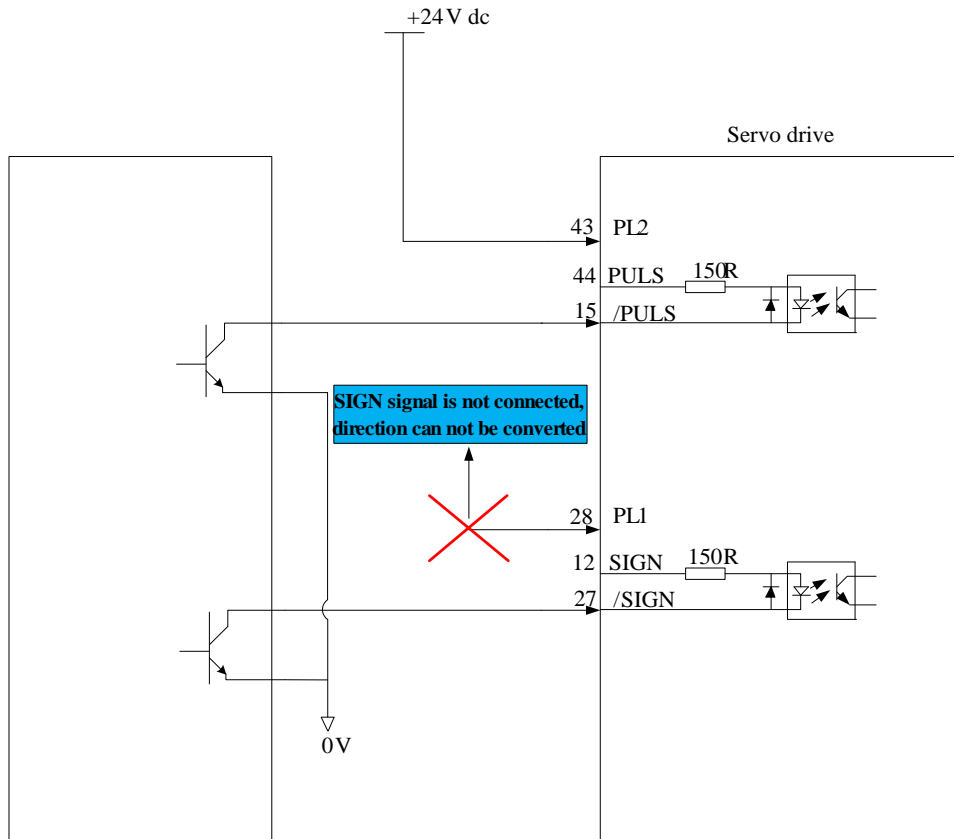 +24V dc
Servo drive
43 PL2
44 PULS 150R
15 /PULS
SIGN signal is not connected,
direction can not be converted
28 PL1
12 SIGN 150R
27 /SIGN
0V